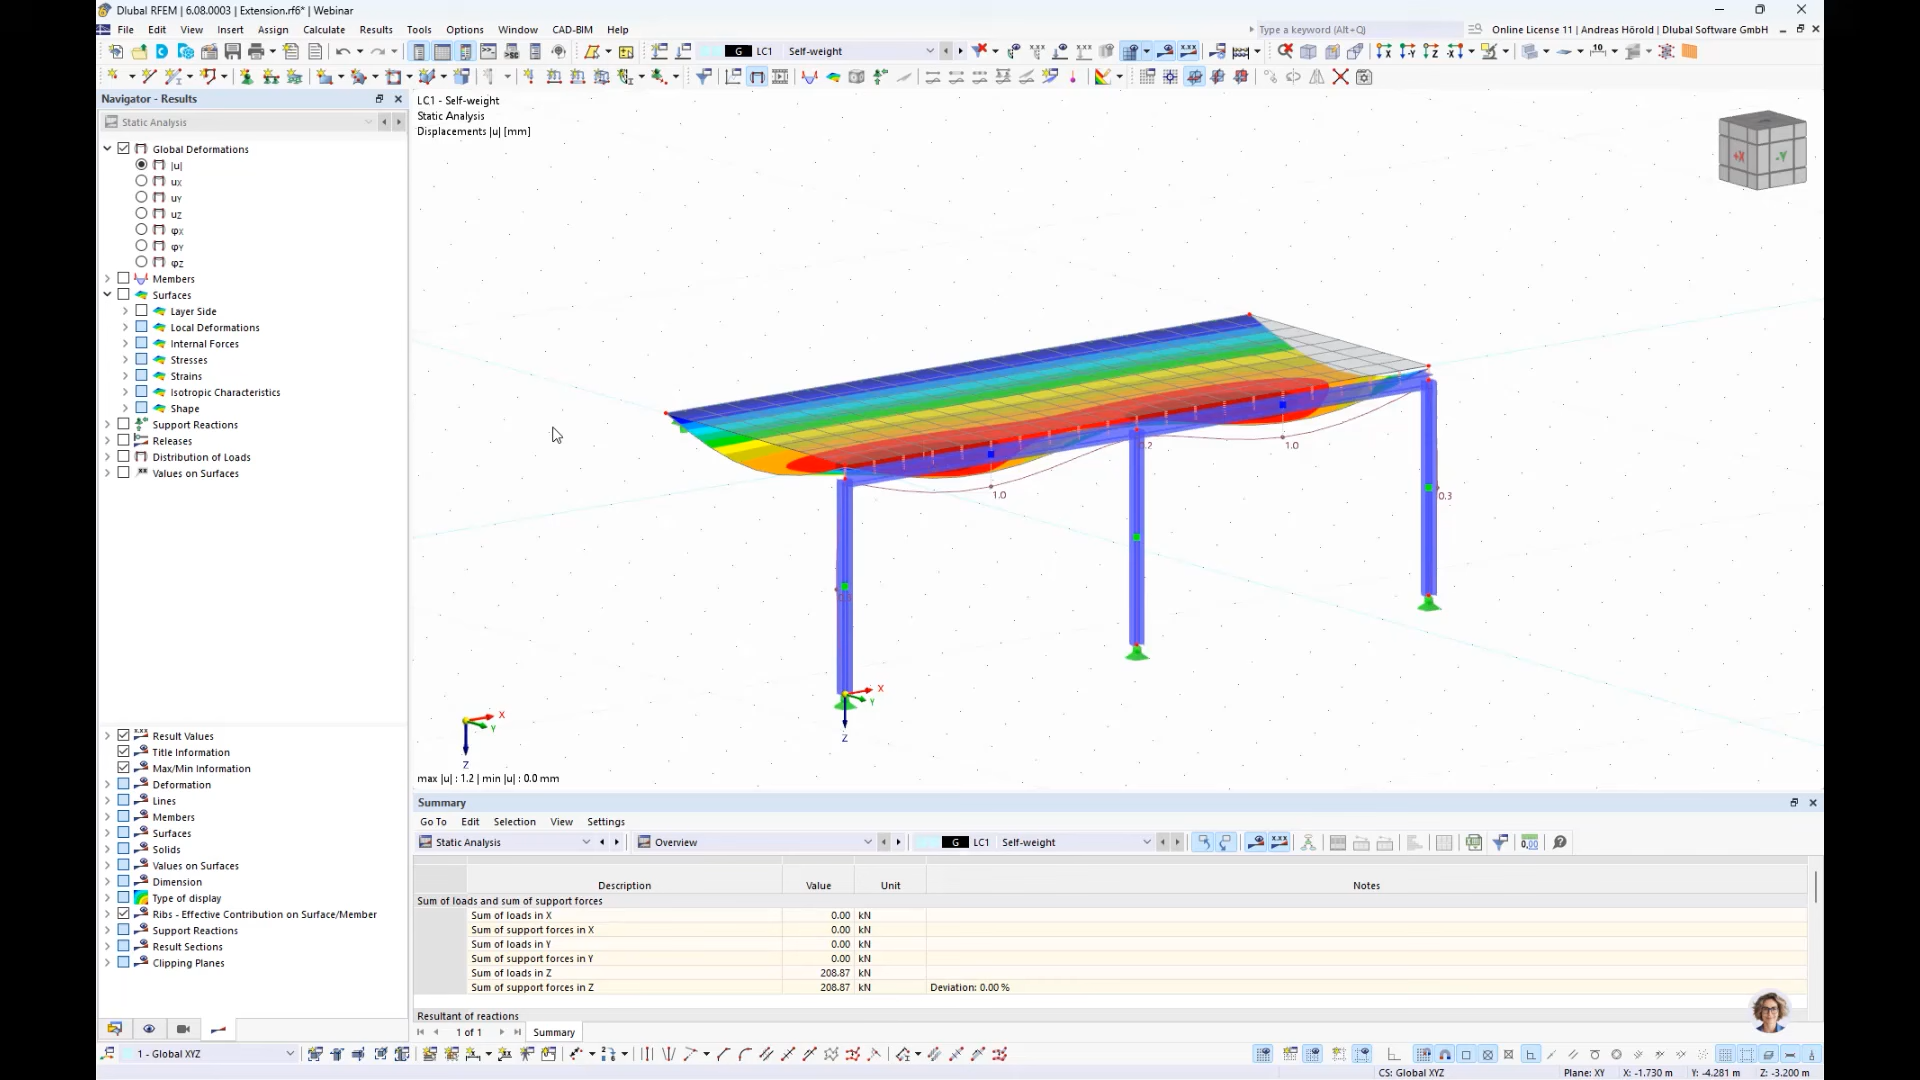 Dlubal RFEM | 6.08.0003 | Extension.rf6* | Webinar
File Edit View Insert Assign Calculate Results Tools Options Window CAD-BIM Help
Type a keyword (Alt+Q)
Online License 11 | Andreas Hörold | Dlubal Software GmbH
G LC1 Self-weight
Navigator - Results
Static Analysis
Global Deformations
|u|
uX
uY
uZ
φX
φY
φZ
Members
Surfaces
Layer Side
Local Deformations
Internal Forces
Stresses
Strains
Isotropic Characteristics
Shape
Support Reactions
Releases
Distribution of Loads
Values on Surfaces
Result Values
Title Information
Max/Min Information
Deformation
Lines
Members
Surfaces
Solids
Values on Surfaces
Dimension
Type of display
Ribs - Effective Contribution on Surface/Member
Support Reactions
Result Sections
Clipping Planes
LC1 - Self-weight
Static Analysis
Displacements |u| [mm]
+X -Y
0.2
1.0
1.0
0.3
X
Y
Z
X
Y
Z
max |u| : 1.2 | min |u| : 0.0 mm
Summary
Go To Edit Selection View Settings
Static Analysis Overview G LC1 Self-weight
Description Value Unit Notes
Sum of loads and sum of support forces
Sum of loads in X 0.00 kN
Sum of support forces in X 0.00 kN
Sum of loads in Y 0.00 kN
Sum of support forces in Y 0.00 kN
Sum of loads in Z 208.87 kN
Sum of support forces in Z 208.87 kN Deviation: 0.00 %
Resultant of reactions
1 of 1 Summary
1 - Global XYZ
CS: Global XYZ Plane: XY X: -1.730 m Y: -4.281 m Z: -3.200 m